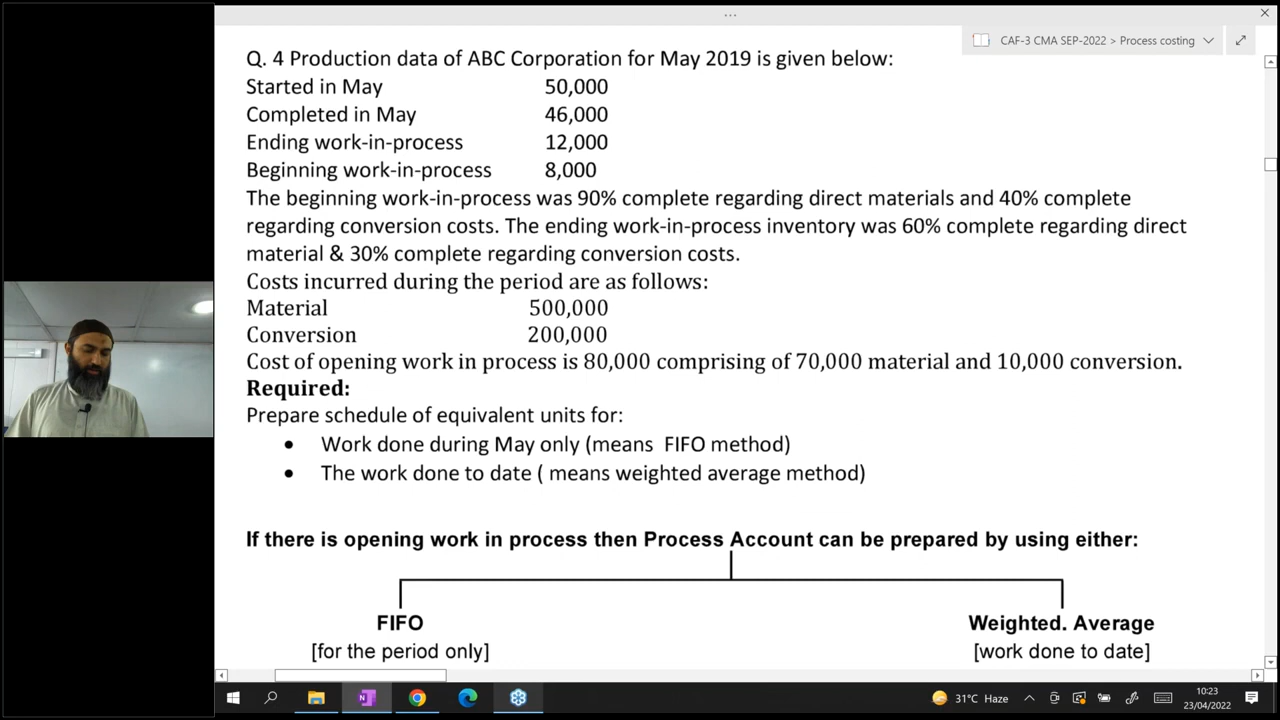 CAF-3 CMA SEP-2022 > Process costing
Q. 4 Production data of ABC Corporation for May 2019 is given below:
Started in May 50,000
Completed in May 46,000
Ending work-in-process 12,000
Beginning work-in-process 8,000
The beginning work-in-process was 90% complete regarding direct materials and 40% complete
regarding conversion costs. The ending work-in-process inventory was 60% complete regarding direct
material & 30% complete regarding conversion costs.
Costs incurred during the period are as follows:
Material 500,000
Conversion 200,000
Cost of opening work in process is 80,000 comprising of 70,000 material and 10,000 conversion.
Required:
Prepare schedule of equivalent units for:
• Work done during May only (means FIFO method)
• The work done to date ( means weighted average method)
If there is opening work in process then Process Account can be prepared by using either:
FIFO Weighted. Average
[for the period only] [work done to date]
31°C Haze
10:23
23/04/2022